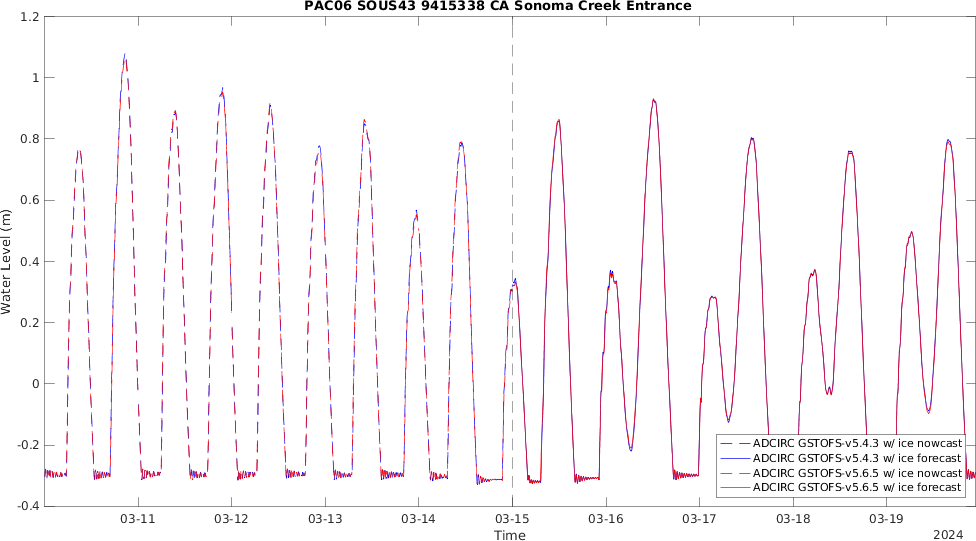 PAC06 SOUS43 9415338 CA Sonoma Creek Entrance
1.2
1
0.8
0.6
0.4
0.2
0
-0.2
-0.4
Water Level (m)
ADCIRC GSTOFS-v5.4.3 w/ ice nowcast
ADCIRC GSTOFS-v5.4.3 w/ ice forecast
ADCIRC GSTOFS-v5.6.5 w/ ice nowcast
ADCIRC GSTOFS-v5.6.5 w/ ice forecast
03-11 03-12 03-13 03-14 03-15 03-16 03-17 03-18 03-19
Time
2024